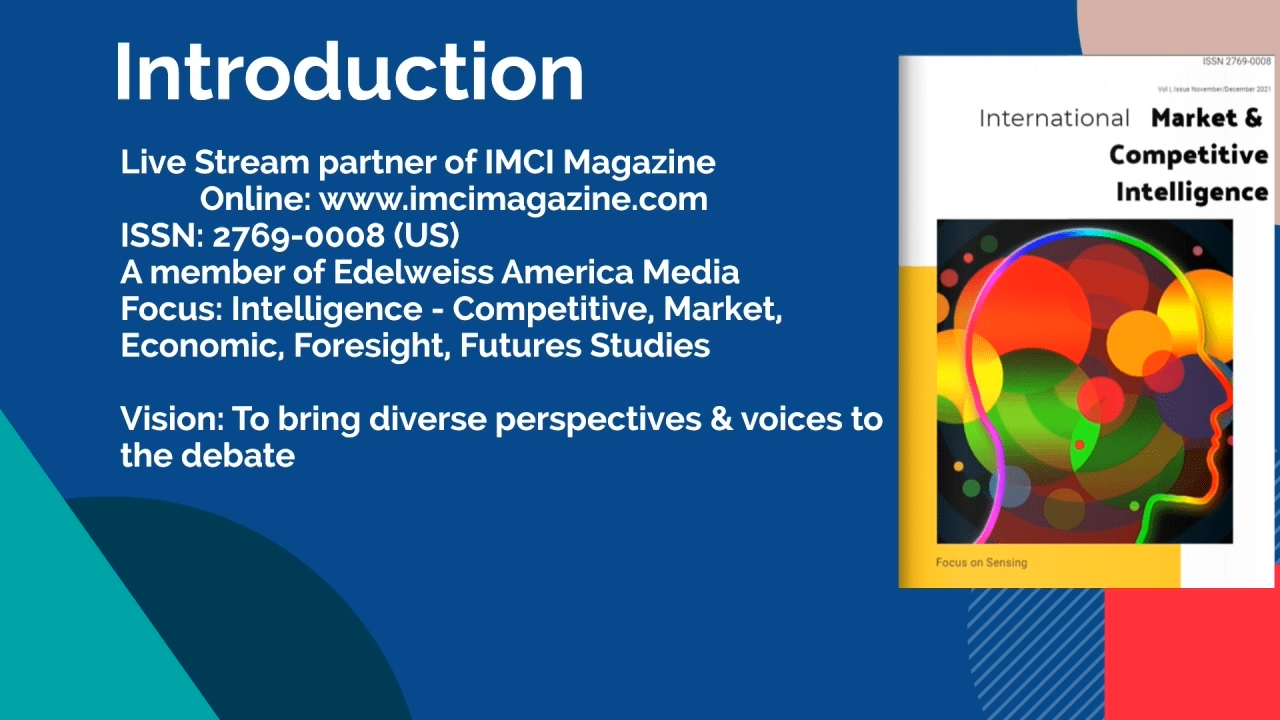 Introduction
Live Stream partner of IMCI Magazine
Online: www.imcimagazine.com
ISSN: 2769-0008 (US)
A member of Edelweiss America Media
Focus: Intelligence - Competitive, Market,
Economic, Foresight, Futures Studies
Vision: To bring diverse perspectives & voices to
the debate
ISSN 2769-0008
Vol I, Issue November/December 2021
International Market &
Competitive
Intelligence
Focus on Sensing